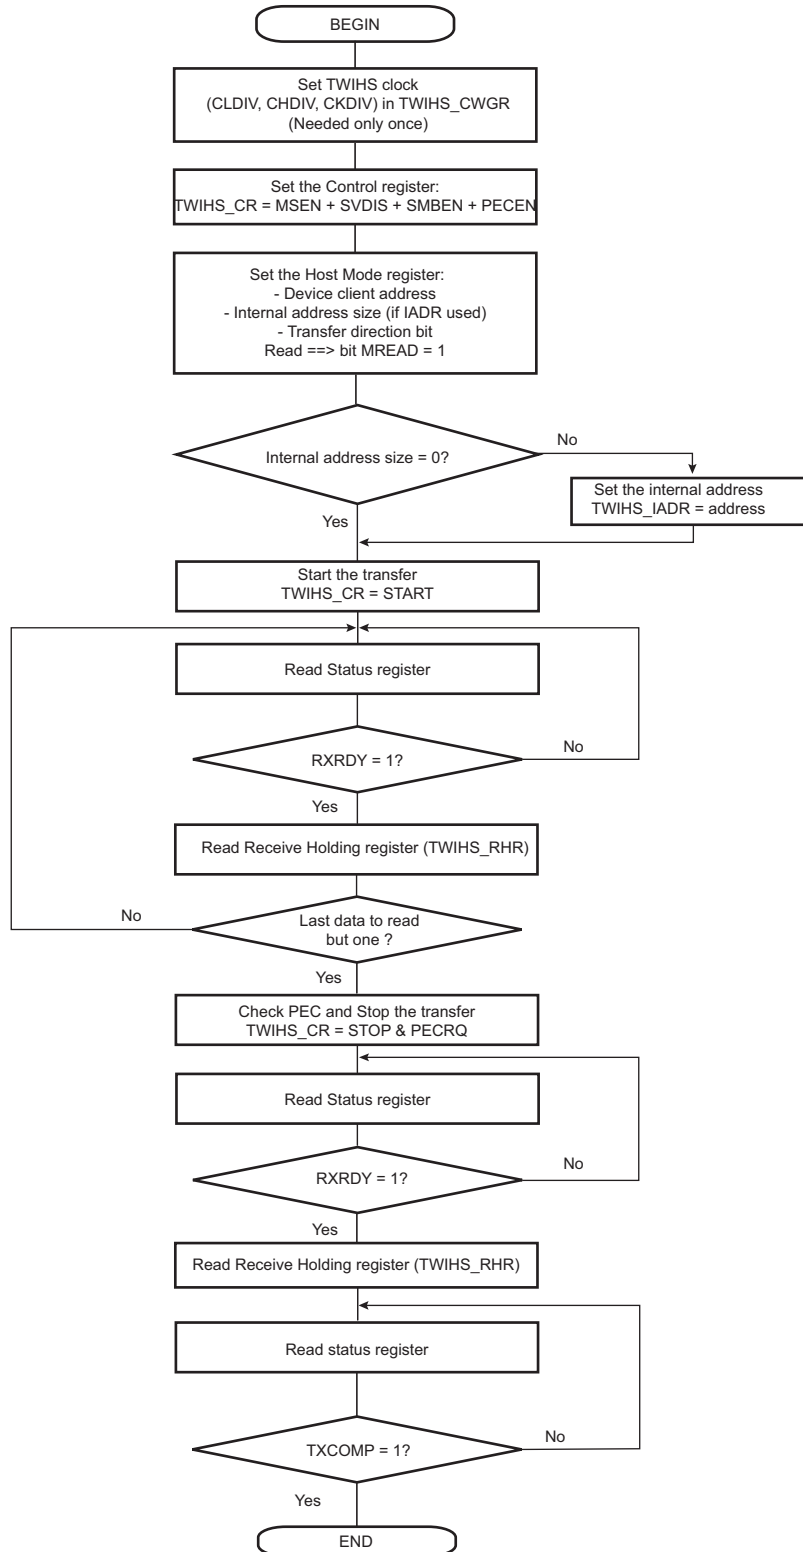 BEGIN
Set TWIHS clock
(CLDIV, CHDIV, CKDIV) in TWIHS_CWGR
(Needed only once)
Set the Control register:
TWIHS_CR = MSEN + SVDIS + SMBEN + PECEN
Set the Host Mode register:
- Device client address
- Internal address size (if IADR used)
- Transfer direction bit
Read ==> bit MREAD = 1
Internal address size = 0?
No
Set the internal address
TWIHS_IADR = address
Yes
Start the transfer
TWIHS_CR = START
Read Status register
RXRDY = 1?
No
Yes
Read Receive Holding register (TWIHS_RHR)
Last data to read
but one ?
No
Yes
Check PEC and Stop the transfer
TWIHS_CR = STOP & PECRQ
Read Status register
RXRDY = 1?
No
Yes
Read Receive Holding register (TWIHS_RHR)
Read status register
TXCOMP = 1?
No
Yes
END